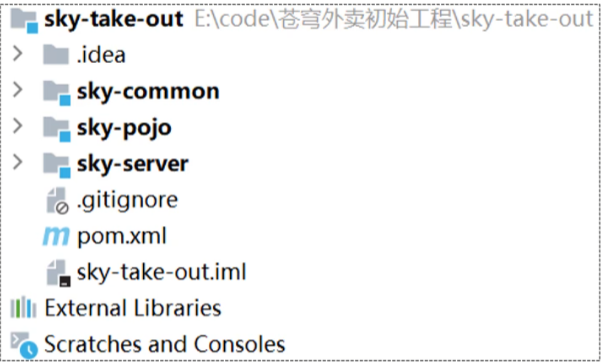 sky-take-out E:\code\苍穹外卖初始工程\sky-take-out
.idea
sky-common
sky-pojo
sky-server
.gitignore
pom.xml
sky-take-out.iml
External Libraries
Scratches and Consoles